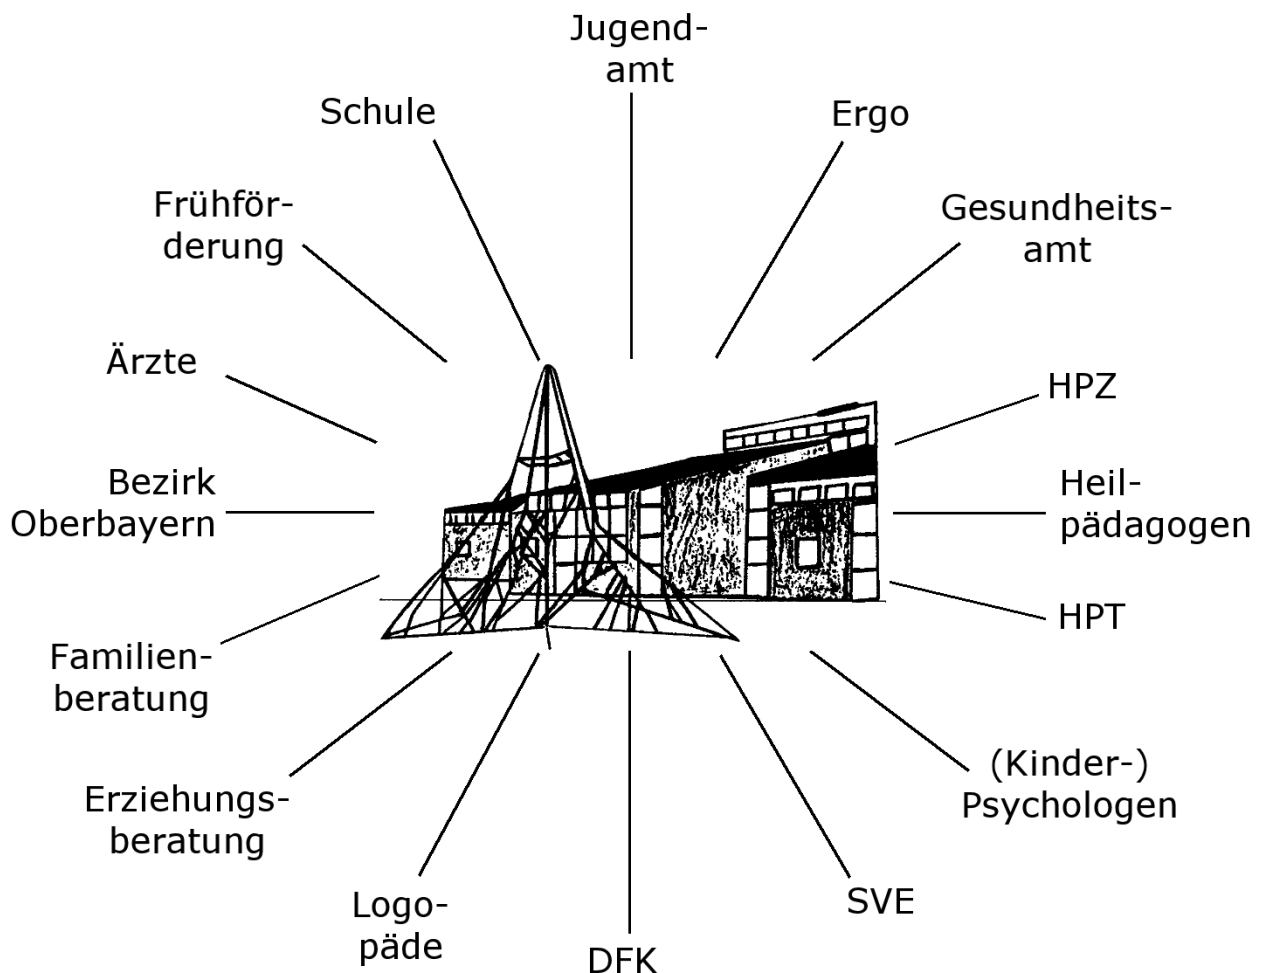 Jugend-
amt
Schule
Ergo
Frühför-
derung
Gesundheits-
amt
Ärzte
HPZ
Bezirk
Oberbayern
Heil-
pädagogen
HPT
Familien-
beratung
(Kinder-)
Psychologen
Erziehungs-
beratung
SVE
Logo-
päde
DFK